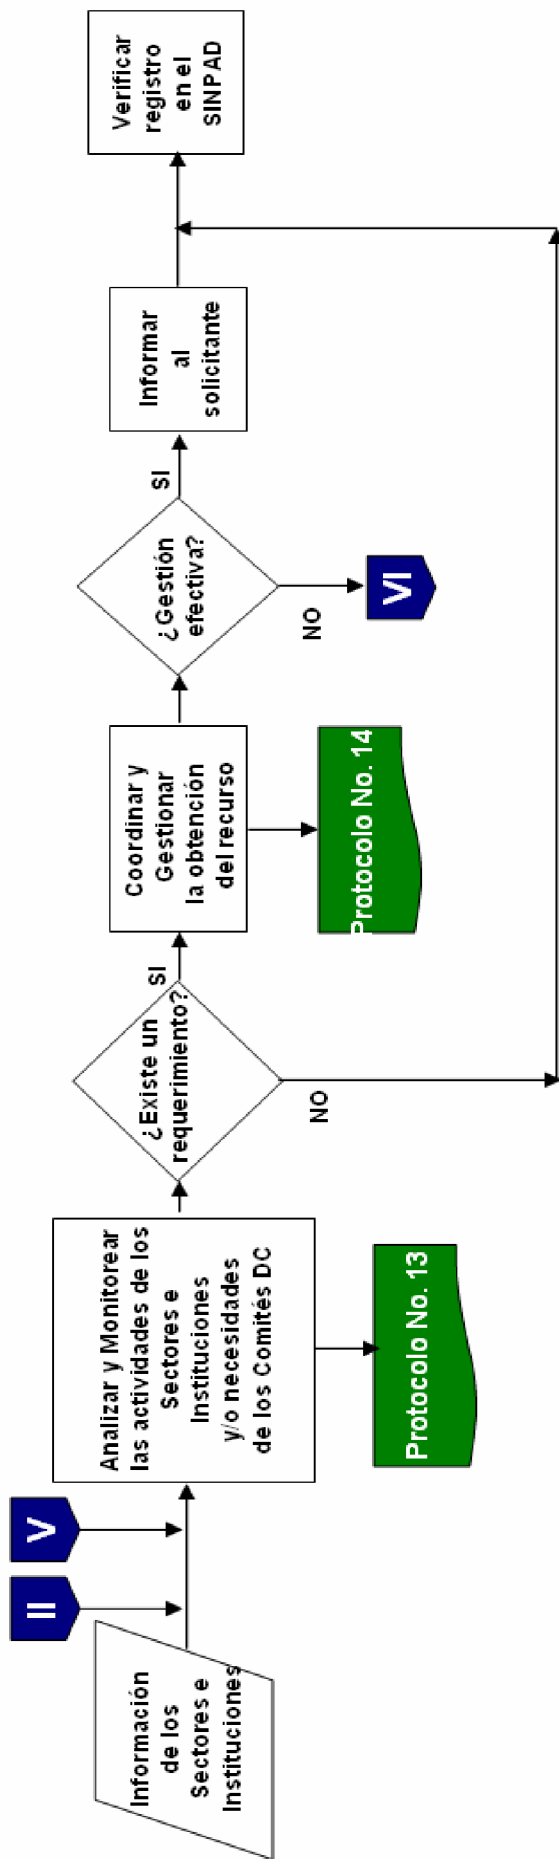 Información
de los
Sectores e
Instituciones
II
V
Analizar y Monitorear
las actividades de los
Sectores e
Instituciones
y/o necesidades
de los Comités DC
Protocolo No. 13
¿Existe un
requerimiento?
SI
NO
Coordinar y
Gestionar
la obtención
del recurso
Protocolo No. 14
¿Gestión
efectiva?
SI
NO
VI
Informar
al
solicitante
Verificar
registro
en el
SINPAD